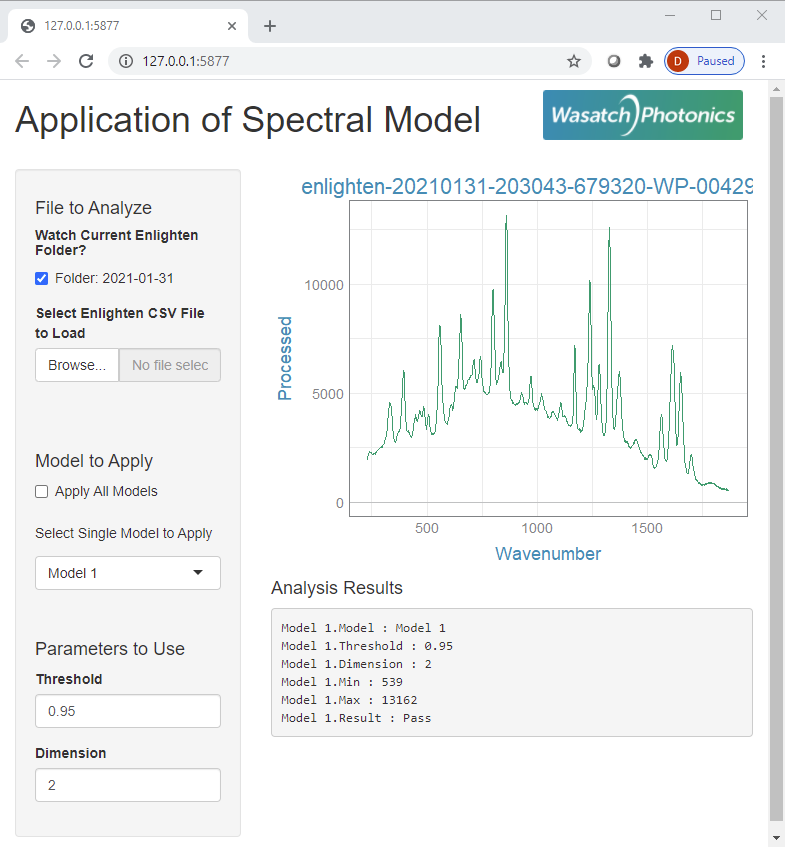 127.0.0.1:5877
127.0.0.1:5877
D Paused
Application of Spectral Model
Wasatch Photonics
File to Analyze
Watch Current Enlighten
Folder?
Folder: 2021-01-31
Select Enlighten CSV File
to Load
Browse... No file selec
Model to Apply
Apply All Models
Select Single Model to Apply
Model 1
Parameters to Use
Threshold
0.95
Dimension
2
enlighten-20210131-203043-679320-WP-00429
Processed
10000
5000
0
500 1000 1500
Wavenumber
Analysis Results
Model 1.Model : Model 1
Model 1.Threshold : 0.95
Model 1.Dimension : 2
Model 1.Min : 539
Model 1.Max : 13162
Model 1.Result : Pass